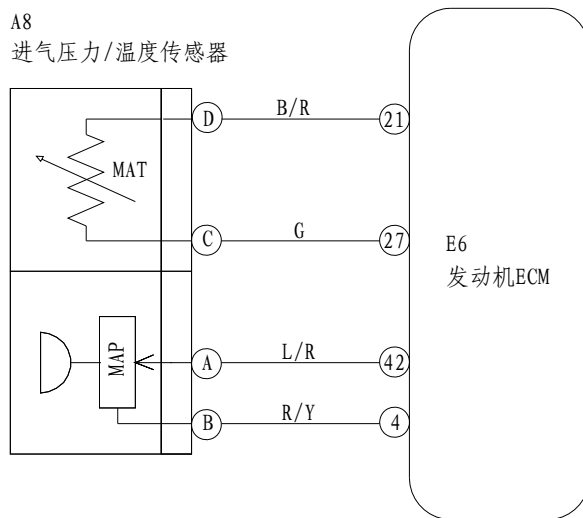 A8
进气压力/温度传感器
D B/R 21
MAT
C G 27
E6
发动机ECM
MAP
A L/R 42
B R/Y 4